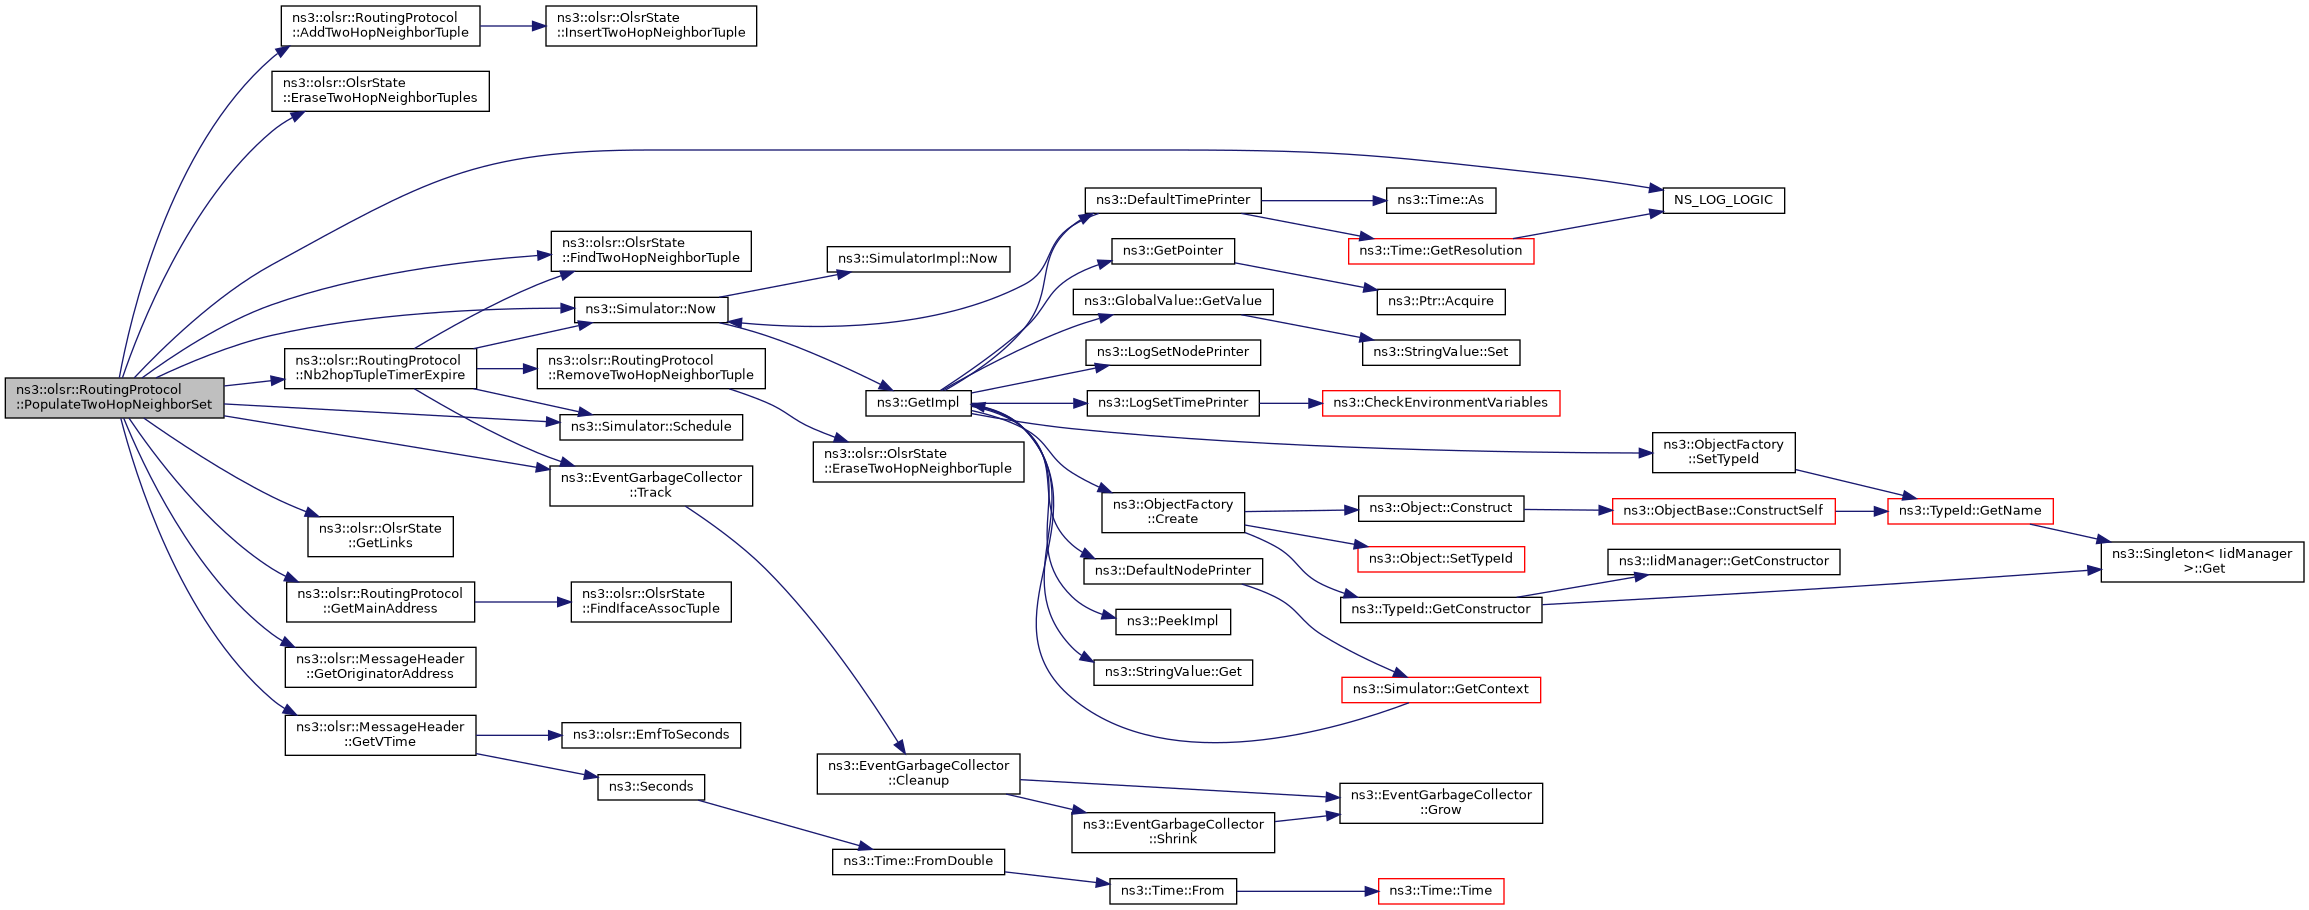 ns3::olsr::RoutingProtocol
::PopulateTwoHopNeighborSet
ns3::olsr::RoutingProtocol
::AddTwoHopNeighborTuple
ns3::olsr::OlsrState
::InsertTwoHopNeighborTuple
ns3::olsr::OlsrState
::EraseTwoHopNeighborTuples
ns3::olsr::OlsrState
::FindTwoHopNeighborTuple
ns3::Simulator::Now
ns3::SimulatorImpl::Now
ns3::olsr::RoutingProtocol
::Nb2hopTupleTimerExpire
ns3::olsr::RoutingProtocol
::RemoveTwoHopNeighborTuple
ns3::Simulator::Schedule
ns3::olsr::OlsrState
::EraseTwoHopNeighborTuple
ns3::EventGarbageCollector
::Track
ns3::olsr::OlsrState
::GetLinks
ns3::olsr::RoutingProtocol
::GetMainAddress
ns3::olsr::OlsrState
::FindIfaceAssocTuple
ns3::olsr::MessageHeader
::GetOriginatorAddress
ns3::olsr::MessageHeader
::GetVTime
ns3::olsr::EmfToSeconds
ns3::Seconds
ns3::Time::FromDouble
ns3::Time::From
ns3::Time::Time
ns3::EventGarbageCollector
::Cleanup
ns3::EventGarbageCollector
::Shrink
ns3::EventGarbageCollector
::Grow
ns3::GetImpl
ns3::DefaultTimePrinter
ns3::Time::As
ns3::Time::GetResolution
NS_LOG_LOGIC
ns3::GetPointer
ns3::Ptr::Acquire
ns3::GlobalValue::GetValue
ns3::StringValue::Set
ns3::LogSetNodePrinter
ns3::LogSetTimePrinter
ns3::CheckEnvironmentVariables
ns3::ObjectFactory
::SetTypeId
ns3::ObjectFactory
::Create
ns3::Object::Construct
ns3::ObjectBase::ConstructSelf
ns3::TypeId::GetName
ns3::Object::SetTypeId
ns3::Singleton< IidManager
>::Get
ns3::IidManager::GetConstructor
ns3::TypeId::GetConstructor
ns3::DefaultNodePrinter
ns3::PeekImpl
ns3::StringValue::Get
ns3::Simulator::GetContext